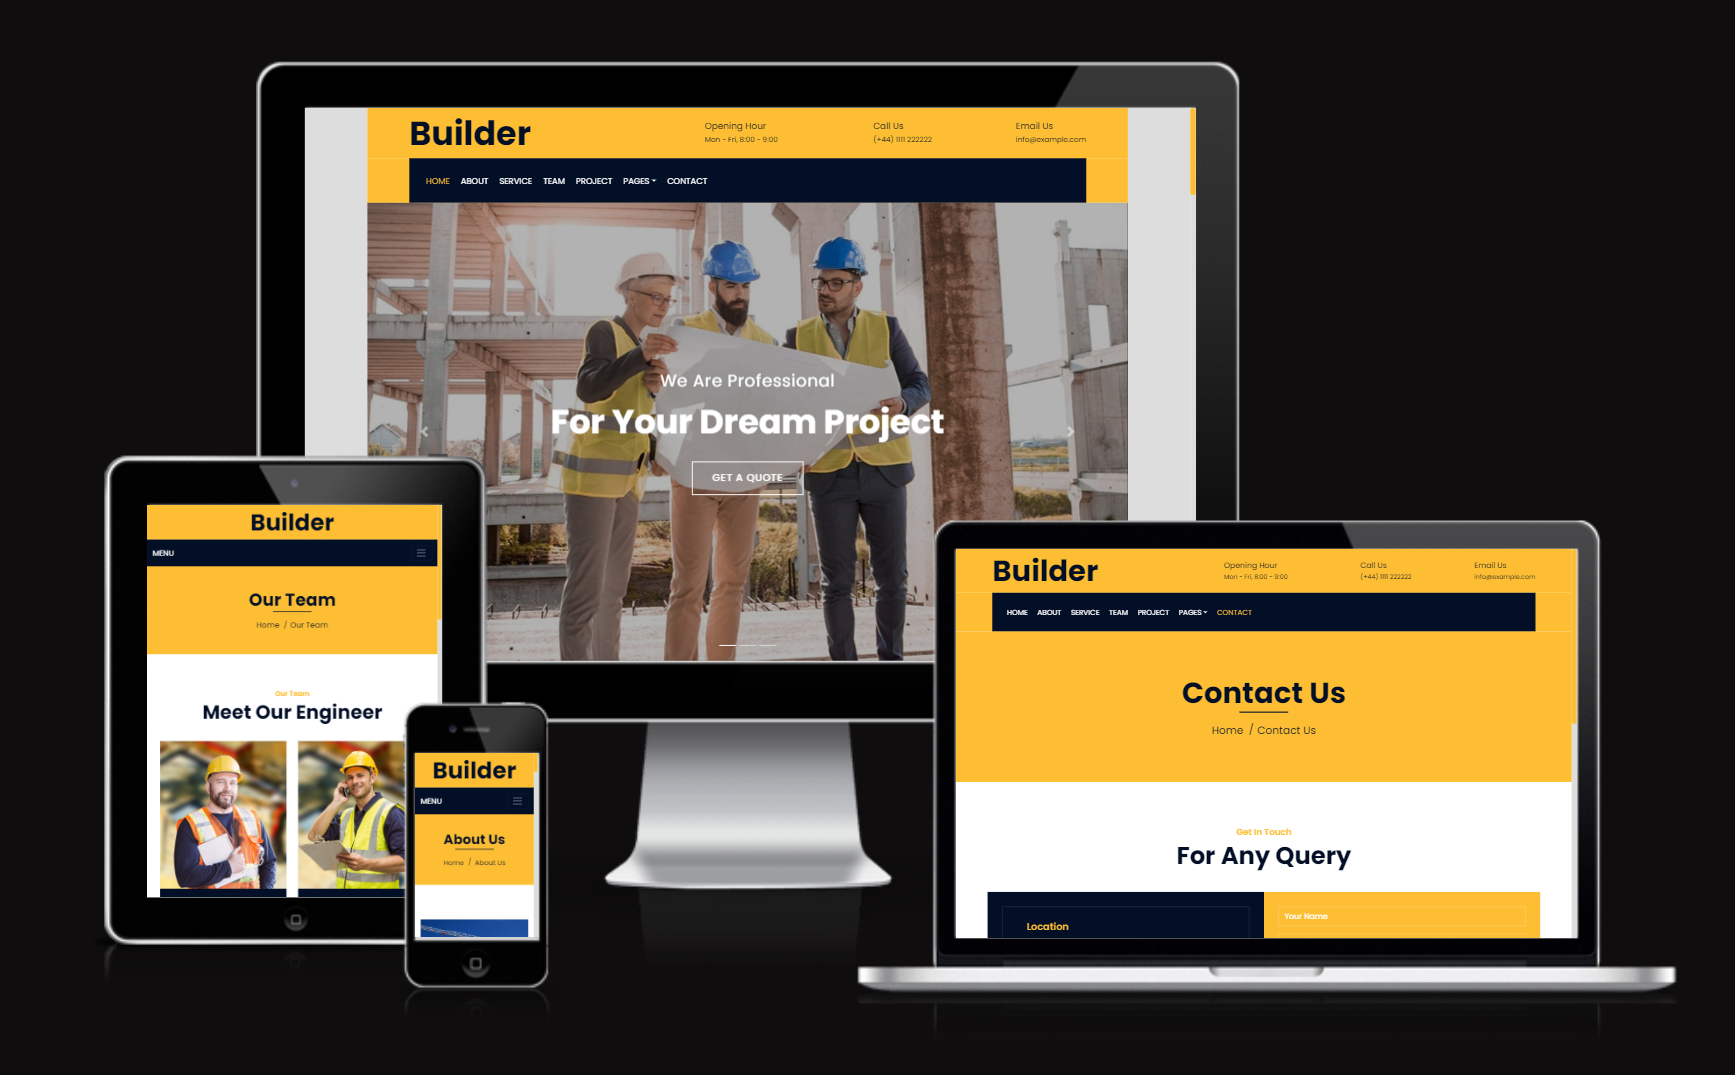 Builder
Opening Hour
Mon - Fri, 8:00 - 9:00
Call Us
(+44) 1111 222222
Email Us
info@example.com
HOME ABOUT SERVICE TEAM PROJECT PAGES CONTACT
We Are Professional
For Your Dream Project
GET A QUOTE
Builder
MENU
Our Team
Home / Our Team
Our Team
Meet Our Engineer
Builder
MENU
About Us
Home / About Us
Builder
Opening Hour
Mon - Fri, 8:00 - 9:00
Call Us
(+44) 1111 222222
Email Us
info@example.com
HOME ABOUT SERVICE TEAM PROJECT PAGES CONTACT
Contact Us
Home / Contact Us
Get In Touch
For Any Query
Location
Your Name